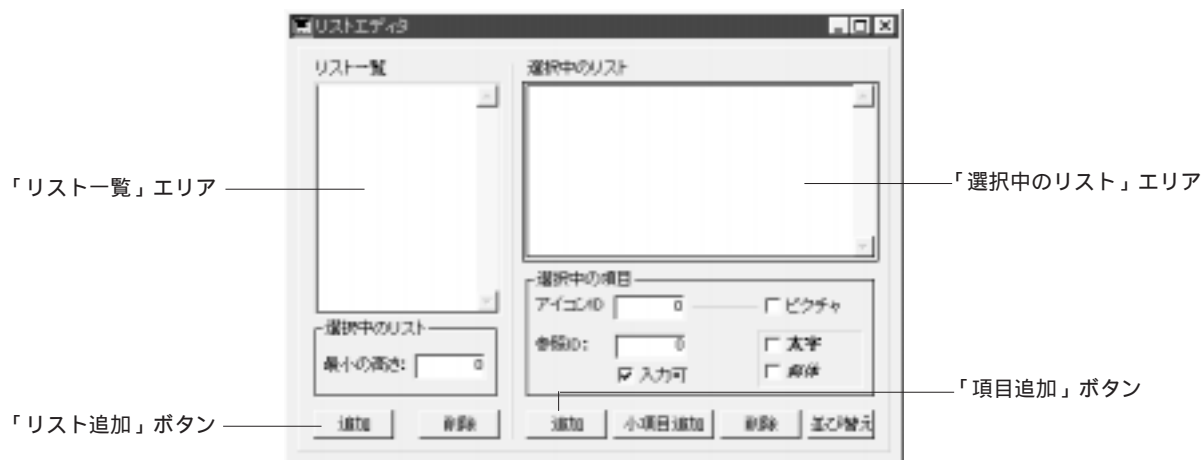 リストエディタ
リスト一覧
選択中のリスト
「リスト一覧」エリア
「選択中のリスト」エリア
選択中の項目
アイコンID
0
ピクチャ
選択中のリスト
参照ID:
0
太字
最小の高さ:
0
入力可
斜体
「項目追加」ボタン
「リスト追加」ボタン
追加
削除
追加
小項目追加
削除
並び替え